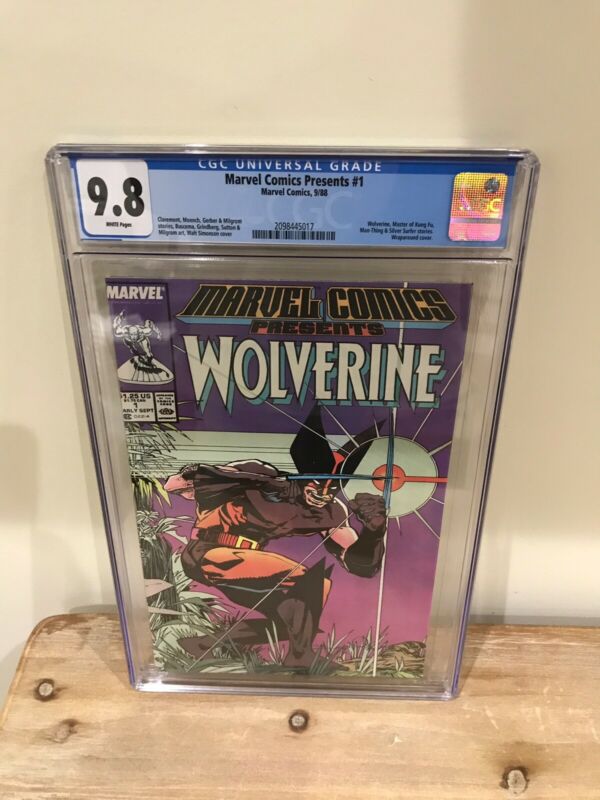 CGC UNIVERSAL GRADE
9.8
WHITE Pages
Marvel Comics Presents #1
Marvel Comics, 9/88
Claremont, Moench, Gerber & Milgrom
stories, Buscema, Grindberg, Sutton &
Milgrom art, Walt Simonson cover
2098445017
Wolverine, Master of Kung Fu,
Man-Thing & Silver Surfer stories
Wraparound cover.
MARVEL
MARVEL COMICS
PRESENTS
WOLVERINE
$1.25 US
1
EARLY SEPT